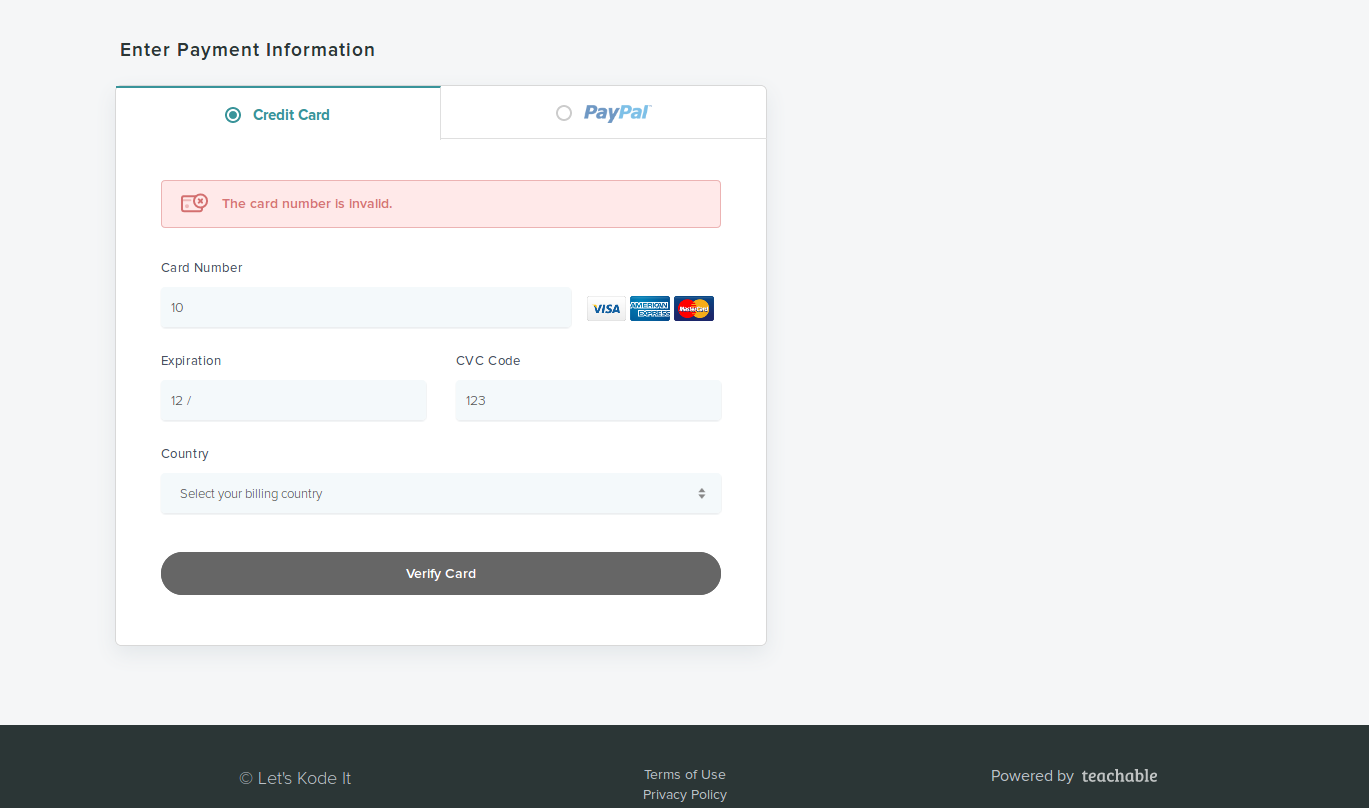 Enter Payment Information
Credit Card
PayPal
The card number is invalid.
Card Number
10
VISA
AMERICAN EXPRESS
MasterCard
Expiration
CVC Code
12 /
123
Country
Select your billing country
Verify Card
© Let's Kode It
Terms of Use
Privacy Policy
Powered by teachable